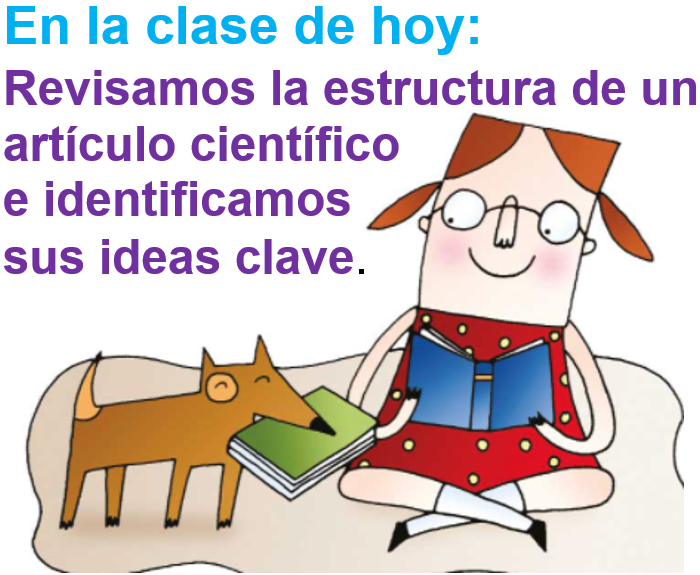 En la clase de hoy:
Revisamos la estructura de un
artículo científico
e identificamos
sus ideas clave.